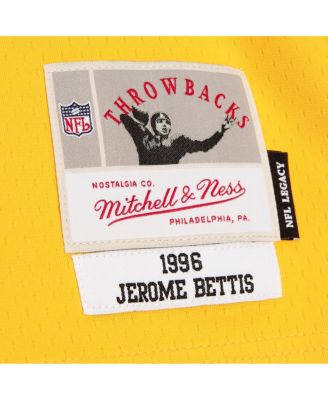 THROWBACKS
NFL
NOSTALGIA CO.
Mitchell & Ness
PHILADELPHIA, PA.
NFL LEGACY
1996
JEROME BETTIS